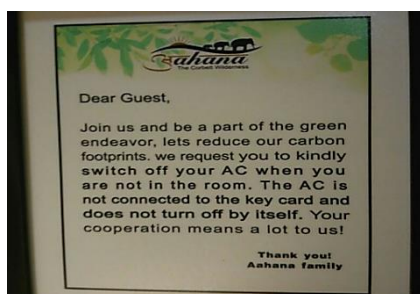 Aahana
The Corbett Wilderness
Dear Guest,
Join us and be a part of the green
endeavor, lets reduce our carbon
footprints. we request you to kindly
switch off your AC when you
are not in the room. The AC is
not connected to the key card and
does not turn off by itself. Your
cooperation means a lot to us!
Thank you!
Aahana family